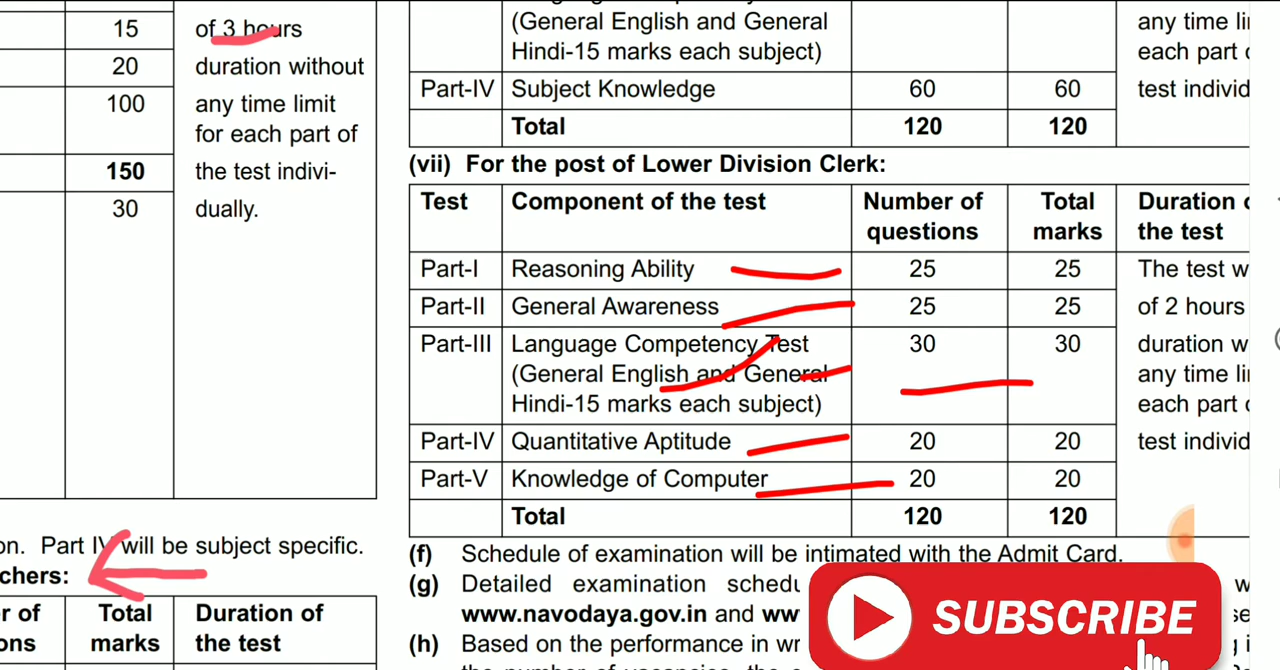 15
of 3 hours
20
duration without
100
any time limit
for each part of
150
the test indivi-
30
dually.
on. Part IV will be subject specific.
chers:
r of
Total
Duration of
ons
marks
the test
(General English and General
Hindi-15 marks each subject)
any time
each part
Part-IV Subject Knowledge 60 60 test individ
Total 120 120
(vii) For the post of Lower Division Clerk:
Test Component of the test Number of Total Duration
questions marks the test
Part-I Reasoning Ability 25 25 The test w
Part-II General Awareness 25 25 of 2 hours
Part-III Language Competency Test 30 30 duration w
(General English and General any time
Hindi-15 marks each subject) each part
Part-IV Quantitative Aptitude 20 20 test individ
Part-V Knowledge of Computer 20 20
Total 120 120
(f) Schedule of examination will be intimated with the Admit Card.
(g) Detailed examination schedu
www.navodaya.gov.in and ww
(h) Based on the performance in wr
SUBSCRIBE